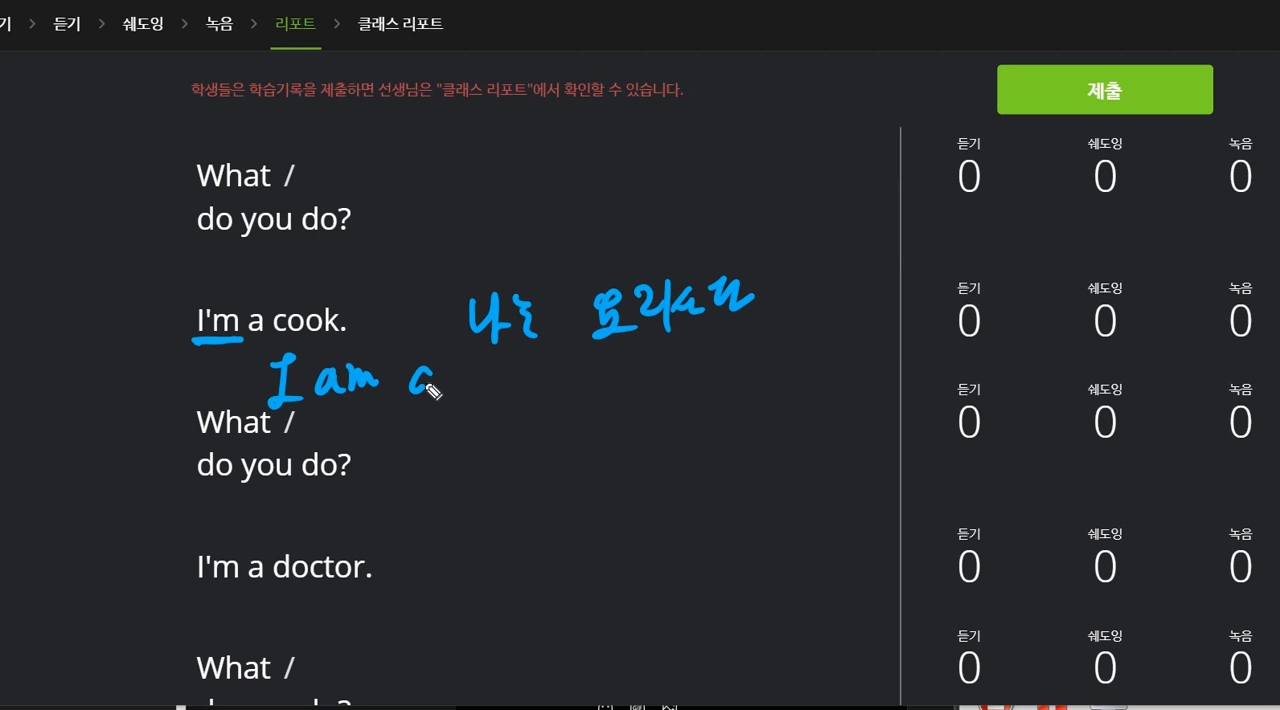 기 > 듣기 > 쉐도잉 > 녹음 > 리포트 > 클래스 리포트
학생들은 학습기록을 제출하면 선생님은 "클래스 리포트"에서 확인할 수 있습니다.
제출
What /
do you do?
듣기 쉐도잉 녹음
0 0 0
I'm a cook.
나는
I am
듣기 쉐도잉 녹음
0 0 0
What /
do you do?
듣기 쉐도잉 녹음
0 0 0
I'm a doctor.
듣기 쉐도잉 녹음
0 0 0
What /
듣기 쉐도잉 녹음
0 0 0